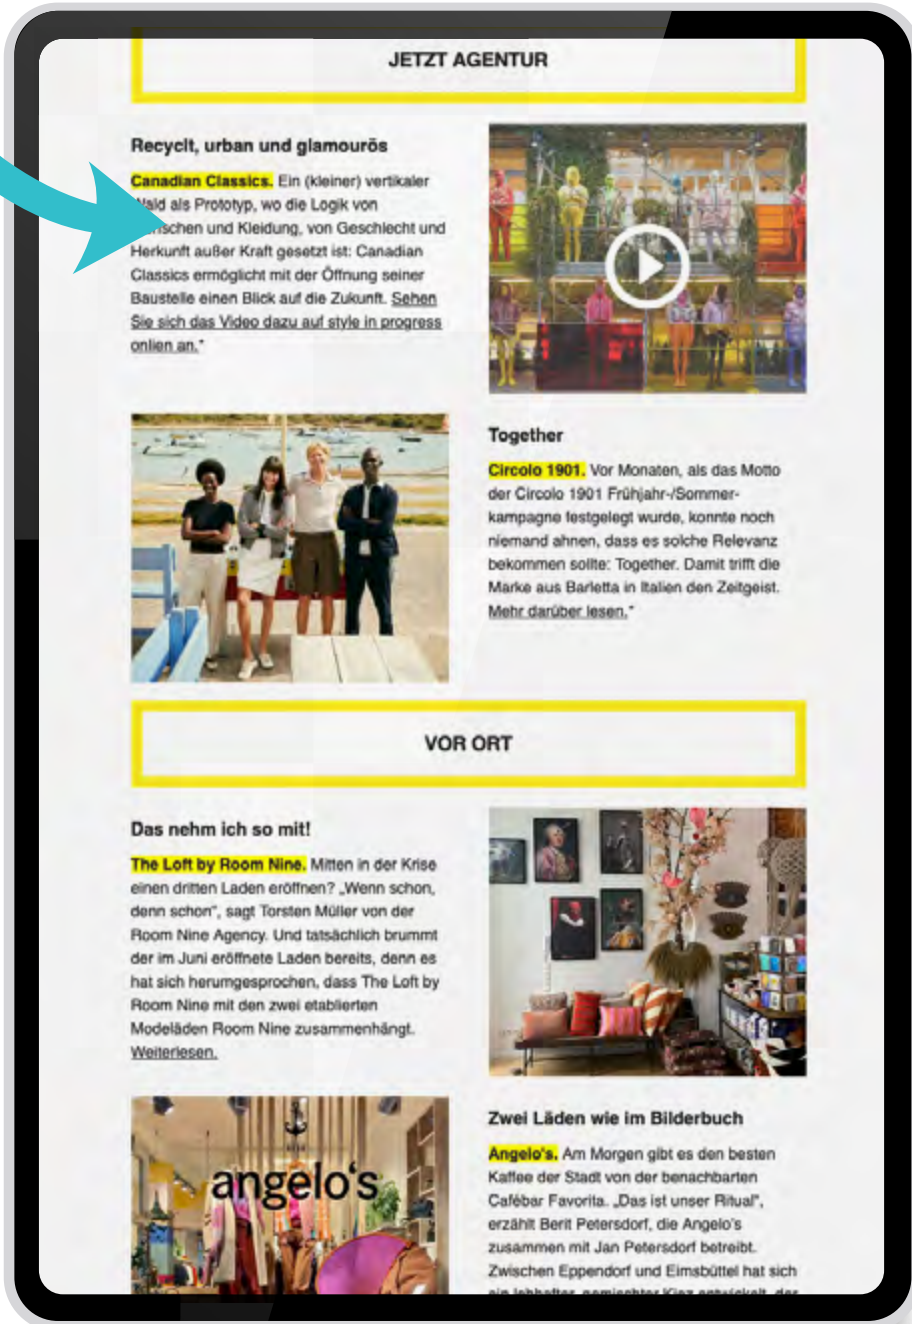 JETZT AGENTUR
Recyclt, urban und glamourös
Canadian Classics. Ein (kleiner) vertikaler
Wald als Prototyp, wo die Logik von
Menschen und Kleidung, von Geschlecht und
Herkunft außer Kraft gesetzt ist: Canadian
Classics ermöglicht mit der Öffnung seiner
Baustelle einen Blick auf die Zukunft. Sehen
Sie sich das Video dazu auf style in progress
onlien an.*
Together
Circolo 1901. Vor Monaten, als das Motto
der Circolo 1901 Frühjahr-/Sommer-
kampagne festgelegt wurde, konnte noch
niemand ahnen, dass es solche Relevanz
bekommen sollte: Together. Damit trifft die
Marke aus Barletta in Italien den Zeitgeist.
Mehr darüber lesen.*
VOR ORT
Das nehm ich so mit!
The Loft by Room Nine. Mitten in der Krise
einen dritten Laden eröffnen? „Wenn schon,
denn schon", sagt Torsten Müller von der
Room Nine Agency. Und tatsächlich brummt
der im Juni eröffnete Laden bereits, denn es
hat sich herumgesprochen, dass The Loft by
Room Nine mit den zwei etablierten
Modeläden Room Nine zusammenhängt.
Weiterlesen.
angelo's
Zwei Läden wie im Bilderbuch
Angelo's. Am Morgen gibt es den besten
Kaffee der Stadt von der benachbarten
Cafébar Favorita. „Das ist unser Ritual",
erzählt Berit Petersdorf, die Angelo's
zusammen mit Jan Petersdorf betreibt.
Zwischen Eppendorf und Eimsbüttel hat sich
ein lebhafter, gemischter Kiez entwickelt, der